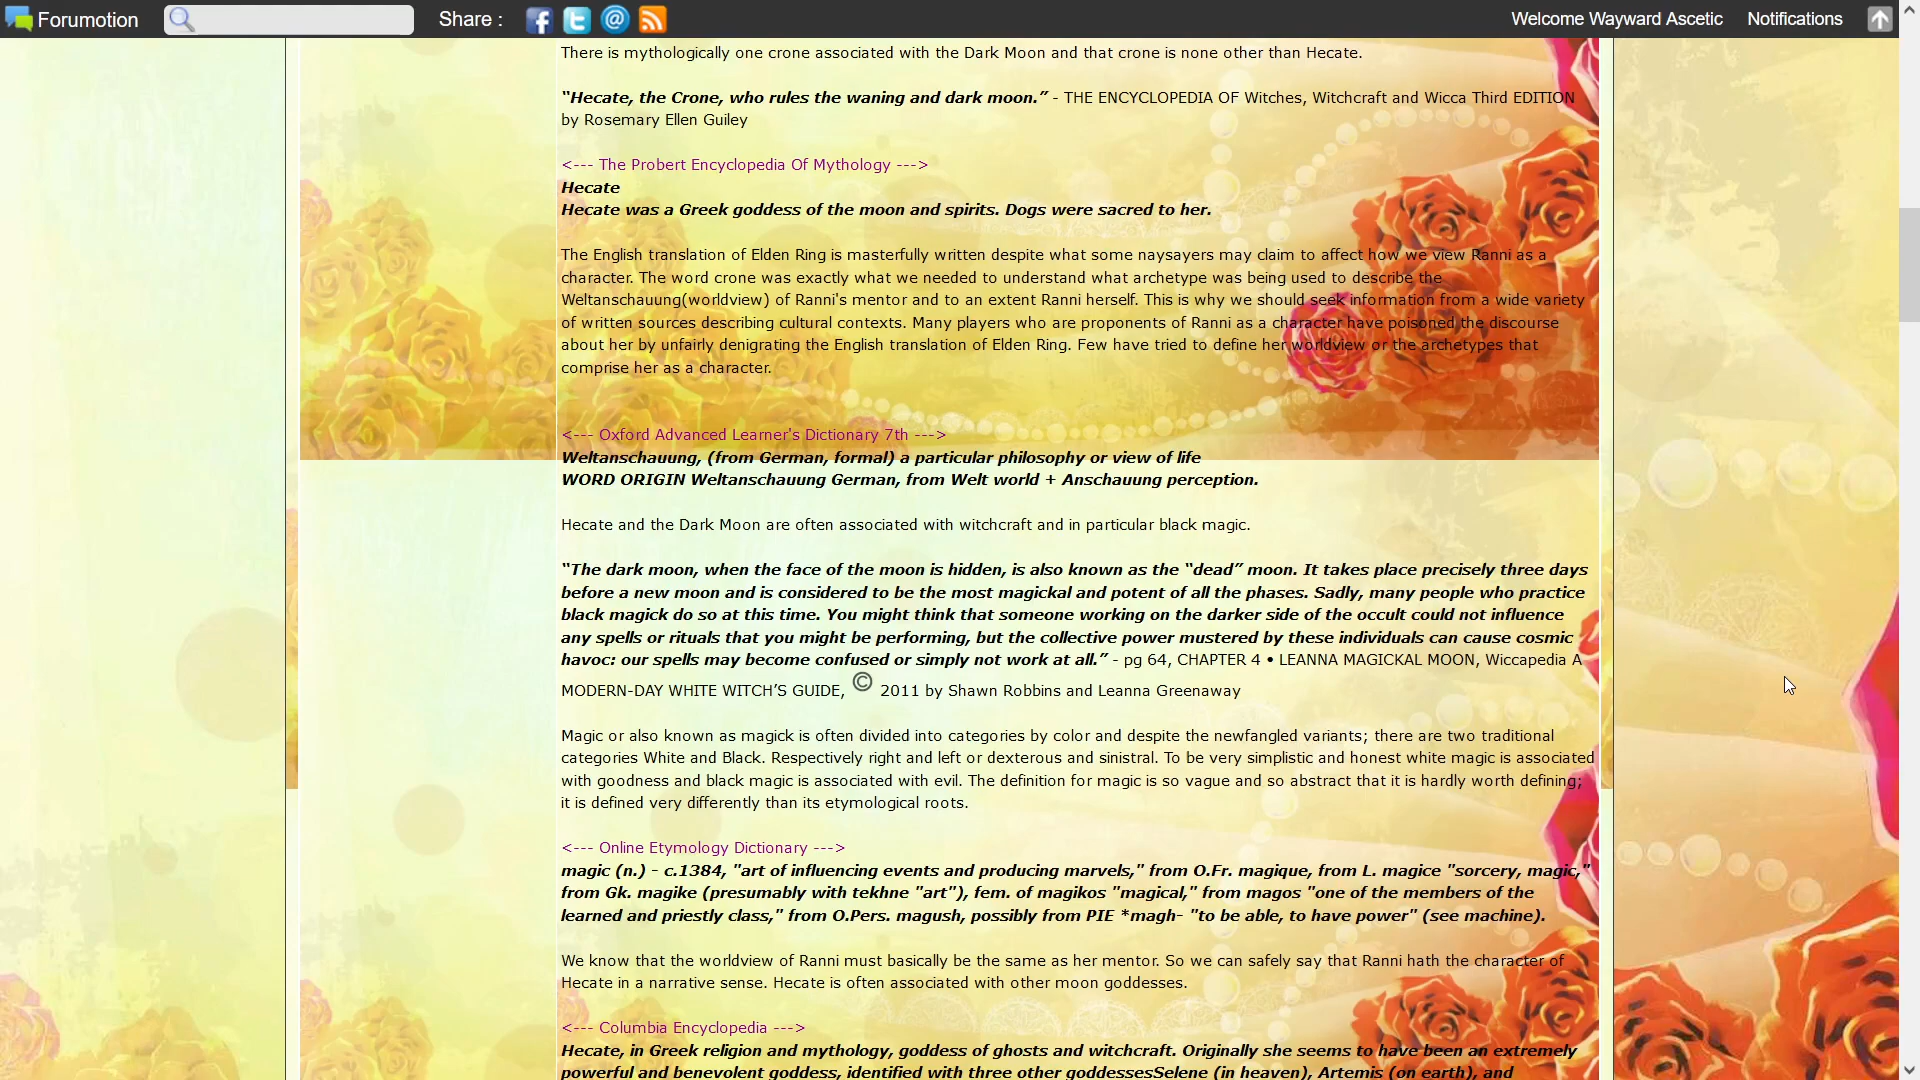 Forumotion Share : Welcome Wayward Ascetic Notifications
There is mythologically one crone associated with the Dark Moon and that crone is none other than Hecate.
“Hecate, the Crone, who rules the waning and dark moon.” - THE ENCYCLOPEDIA OF Witches, Witchcraft and Wicca Third EDITION
by Rosemary Ellen Guiley
<--- The Probert Encyclopedia Of Mythology --->
Hecate
Hecate was a Greek goddess of the moon and spirits. Dogs were sacred to her.
The English translation of Elden Ring is masterfully written despite what some naysayers may claim to affect how we view Ranni as a
character. The word crone was exactly what we needed to understand what archetype was being used to describe the
Weltanschauung(worldview) of Ranni's mentor and to an extent Ranni herself. This is why we should seek information from a wide variety
of written sources describing cultural contexts. Many players who are proponents of Ranni as a character have poisoned the discourse
about her by unfairly denigrating the English translation of Elden Ring. Few have tried to define her worldview or the archetypes that
comprise her as a character.
<--- Oxford Advanced Learner's Dictionary 7th --->
Weltanschauung, (from German, formal) a particular philosophy or view of life
WORD ORIGIN Weltanschauung German, from Welt world + Anschauung perception.
Hecate and the Dark Moon are often associated with witchcraft and in particular black magic.
“The dark moon, when the face of the moon is hidden, is also known as the “dead” moon. It takes place precisely three days
before a new moon and is considered to be the most magickal and potent of all the phases. Sadly, many people who practice
black magick do so at this time. You might think that someone working on the darker side of the occult could not influence
any spells or rituals that you might be performing, but the collective power mustered by these individuals can cause cosmic
havoc: our spells may become confused or simply not work at all.” - pg 64, CHAPTER 4 • LEANNA MAGICKAL MOON, Wiccapedia A
MODERN-DAY WHITE WITCH’S GUIDE, © 2011 by Shawn Robbins and Leanna Greenaway
Magic or also known as magick is often divided into categories by color and despite the newfangled variants; there are two traditional
categories White and Black. Respectively right and left or dexterous and sinistral. To be very simplistic and honest white magic is associated
with goodness and black magic is associated with evil. The definition for magic is so vague and so abstract that it is hardly worth defining;
it is defined very differently than its etymological roots.
<--- Online Etymology Dictionary --->
magic (n.) - c.1384, "art of influencing events and producing marvels," from O.Fr. magique, from L. magice "sorcery, magic,"
from Gk. magike (presumably with tekhne "art"), fem. of magikos "magical," from magos "one of the members of the
learned and priestly class," from O.Pers. magush, possibly from PIE *magh- "to be able, to have power" (see machine).
We know that the worldview of Ranni must basically be the same as her mentor. So we can safely say that Ranni hath the character of
Hecate in a narrative sense. Hecate is often associated with other moon goddesses.
<--- Columbia Encyclopedia --->
Hecate, in Greek religion and mythology, goddess of ghosts and witchcraft. Originally she seems to have been an extremely
powerful and benevolent goddess, identified with three other goddessesSelene (in heaven), Artemis (on earth), and